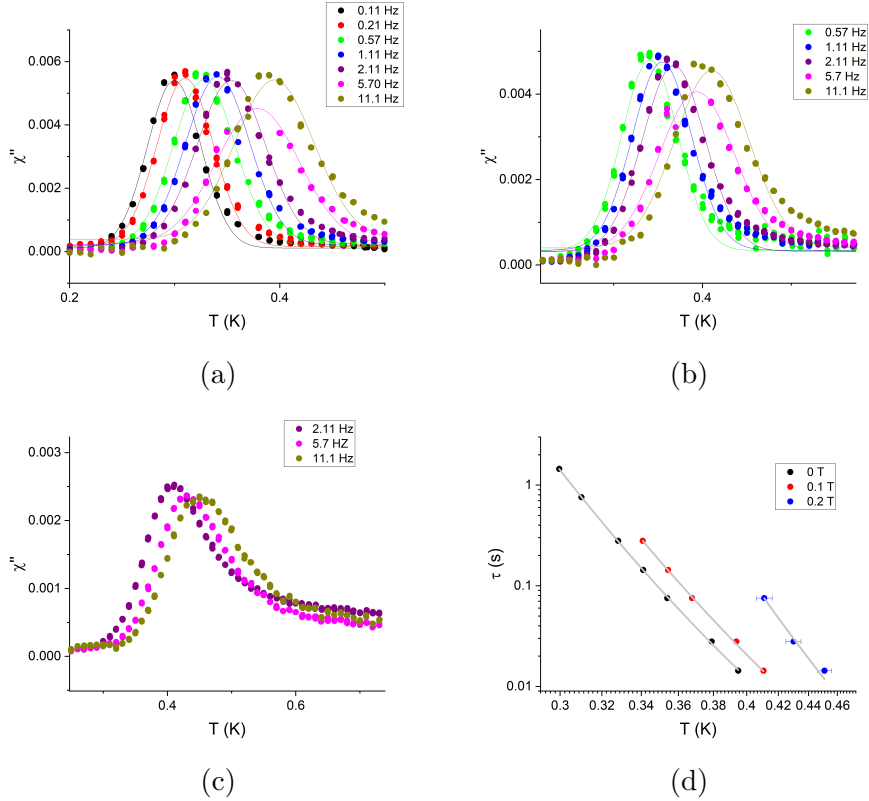 0.11 Hz
0.21 Hz
0.57 Hz
1.11 Hz
2.11 Hz
5.70 Hz
11.1 Hz
0.006
0.004
0.002
0.000
χ"
0.2
0.4
T (K)
(a)
0.57 Hz
1.11 Hz
2.11 Hz
5.7 Hz
11.1 Hz
0.004
0.002
0.000
χ"
0.4
T (K)
(b)
2.11 Hz
5.7 HZ
11.1 Hz
0.003
0.002
0.001
0.000
χ"
0.4
0.6
T (K)
(c)
0 T
0.1 T
0.2 T
1
0.1
0.01
τ (s)
0.3
0.32
0.34
0.36
0.38
0.4
0.42
0.44
0.46
T (K)
(d)